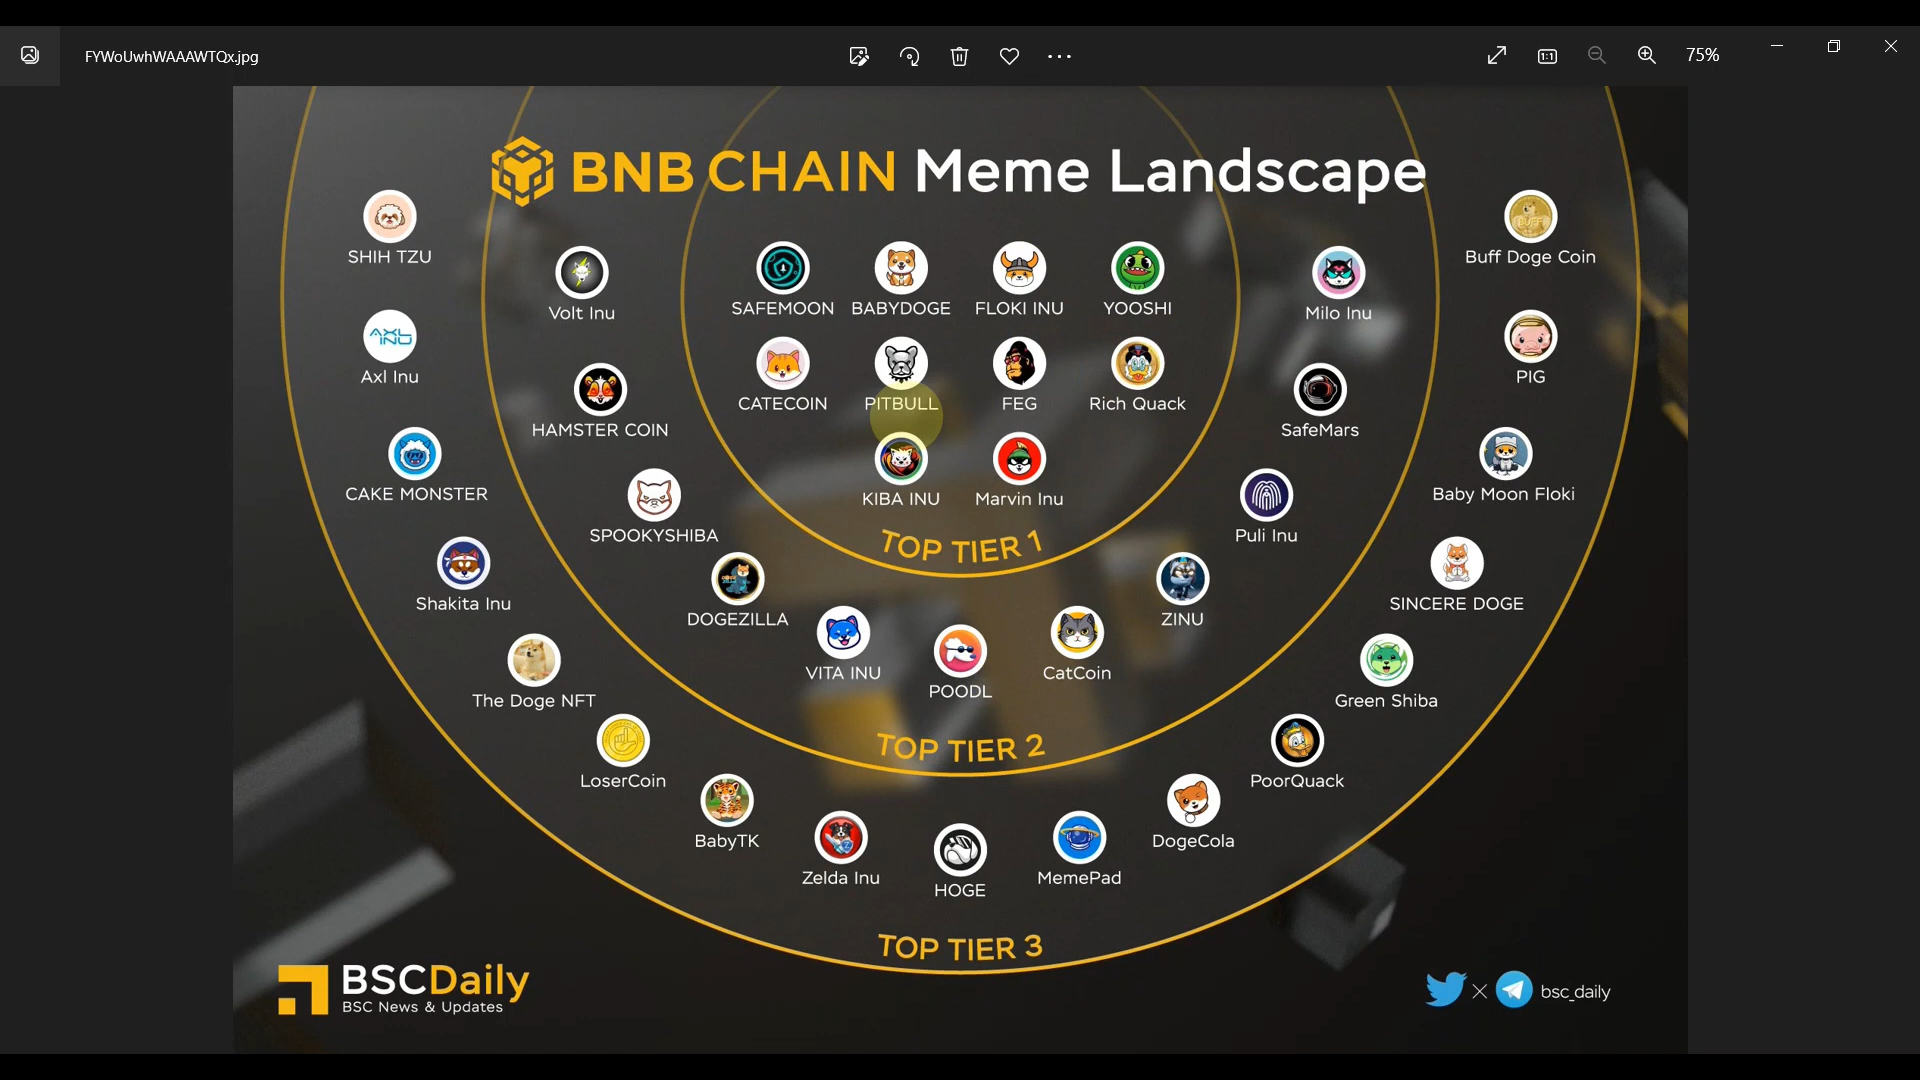 FYWoUwhWAAAWTQx.jpg
1:1
75%
BNB CHAIN Meme Landscape
SHIH TZU
Buff Doge Coin
Volt Inu
SAFEMOON
BABYDOGE
FLOKI INU
YOOSHI
Milo Inu
AXL INU
Axl Inu
PIG
HAMSTER COIN
CATECOIN
PITBULL
FEG
Rich Quack
SafeMars
CAKE MONSTER
KIBA INU
Marvin Inu
Baby Moon Floki
SPOOKYSHIBA
Puli Inu
TOP TIER 1
Shakita Inu
DOGEZILLA
ZINU
SINCERE DOGE
VITA INU
POODL
CatCoin
The Doge NFT
Green Shiba
TOP TIER 2
LoserCoin
PoorQuack
BabyTK
DogeCola
Zelda Inu
HOGE
MemePad
TOP TIER 3
BSCDaily
BSC News & Updates
bsc_daily